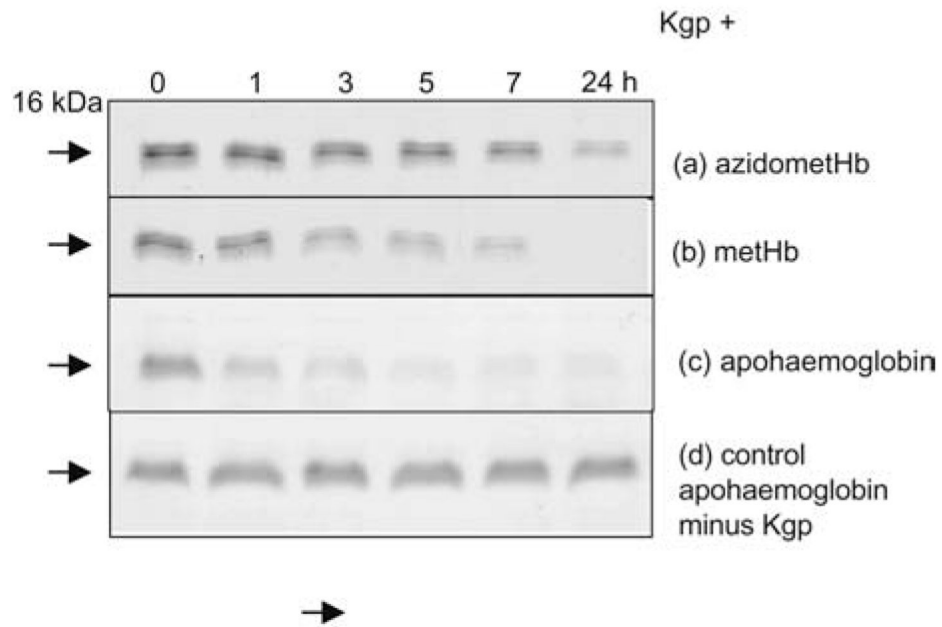 Kgp +
0 1 3 5 7 24 h
16 kDa
(a) azidometHb
(b) metHb
(c) apohaemoglobin
(d) control
apohaemoglobin
minus Kgp